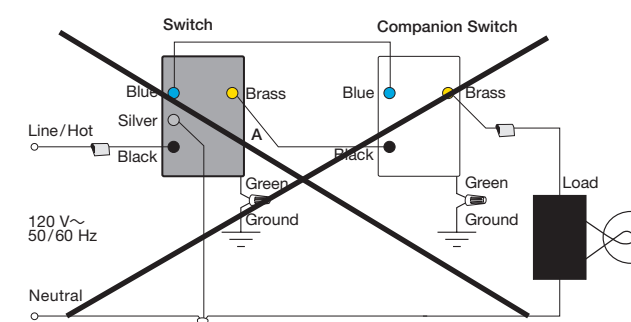 Switch
Companion Switch
Blue
Brass
Blue
Brass
Silver
Line/Hot
A
Black
Black
Green
Green
Load
120 V~
50/60 Hz
Ground
Ground
Neutral